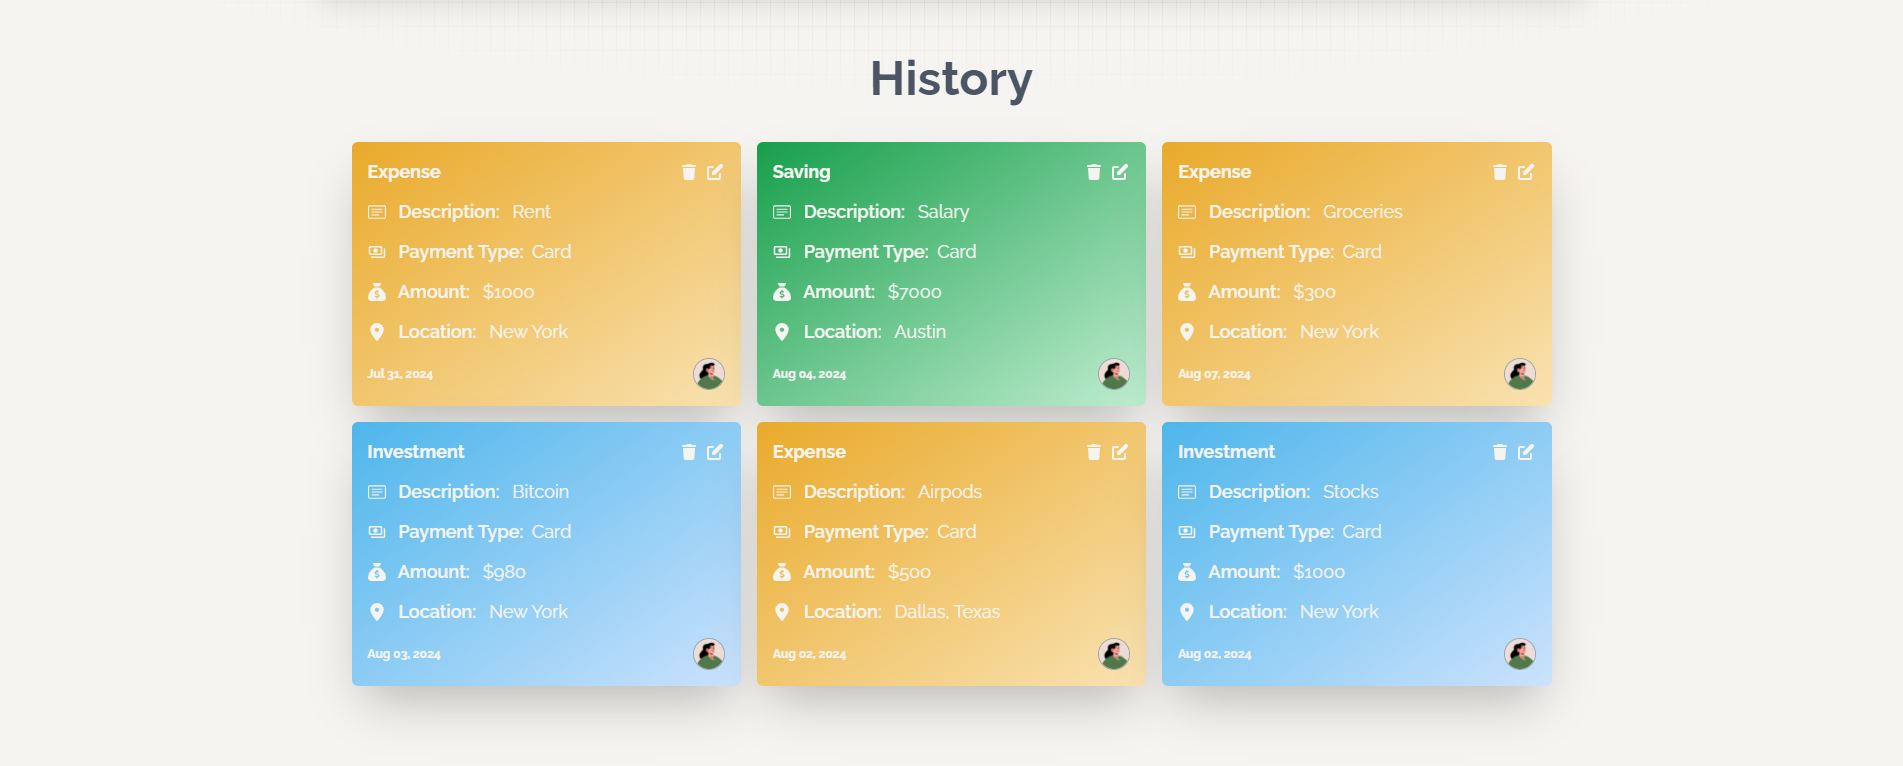 History
Expense
Description: Rent
Payment Type: Card
Amount: $1000
Location: New York
Jul 31, 2024
Saving
Description: Salary
Payment Type: Card
Amount: $7000
Location: Austin
Aug 04, 2024
Expense
Description: Groceries
Payment Type: Card
Amount: $300
Location: New York
Aug 07, 2024
Investment
Description: Bitcoin
Payment Type: Card
Amount: $980
Location: New York
Aug 03, 2024
Expense
Description: Airpods
Payment Type: Card
Amount: $500
Location: Dallas, Texas
Aug 02, 2024
Investment
Description: Stocks
Payment Type: Card
Amount: $1000
Location: New York
Aug 02, 2024